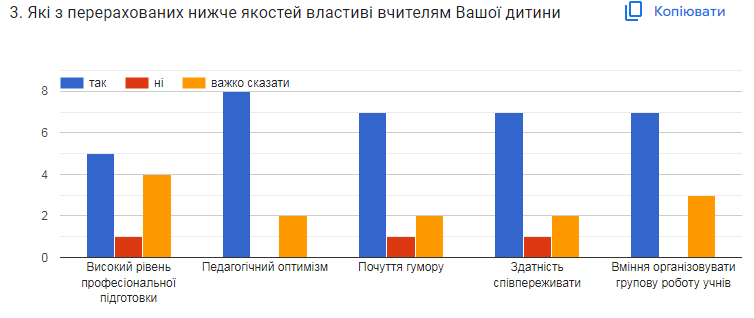 3. Які з перерахованих нижче якостей властиві вчителям Вашої дитини
Копіювати
так
ні
важко сказати
8
6
4
2
0
Високий рівень
професіональної
підготовки
Педагогічний оптимізм
Почуття гумору
Здатність
співпереживати
Вміння організовувати
групову роботу учнів